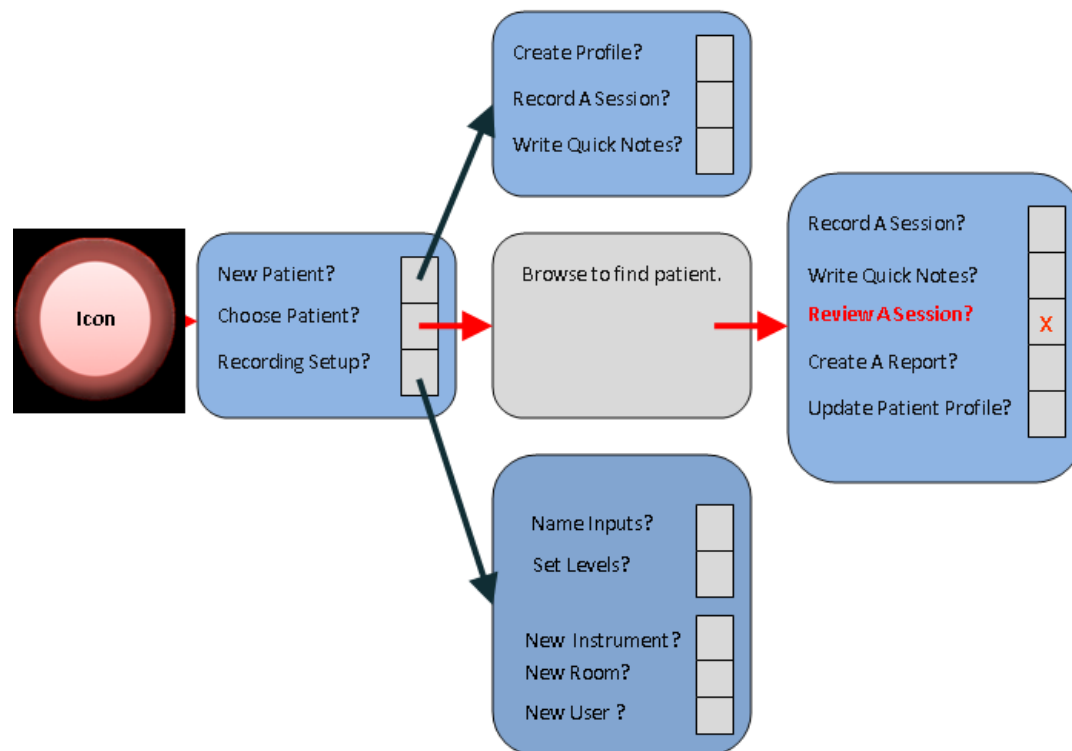 Create Profile?
Record A Session?
Write Quick Notes?
Icon
New Patient?
Choose Patient?
Recording Setup?
Browse to find patient.
Record A Session?
Write Quick Notes?
Review A Session?
X
Create A Report?
Update Patient Profile?
Name Inputs?
Set Levels?
New Instrument?
New Room?
New User ?